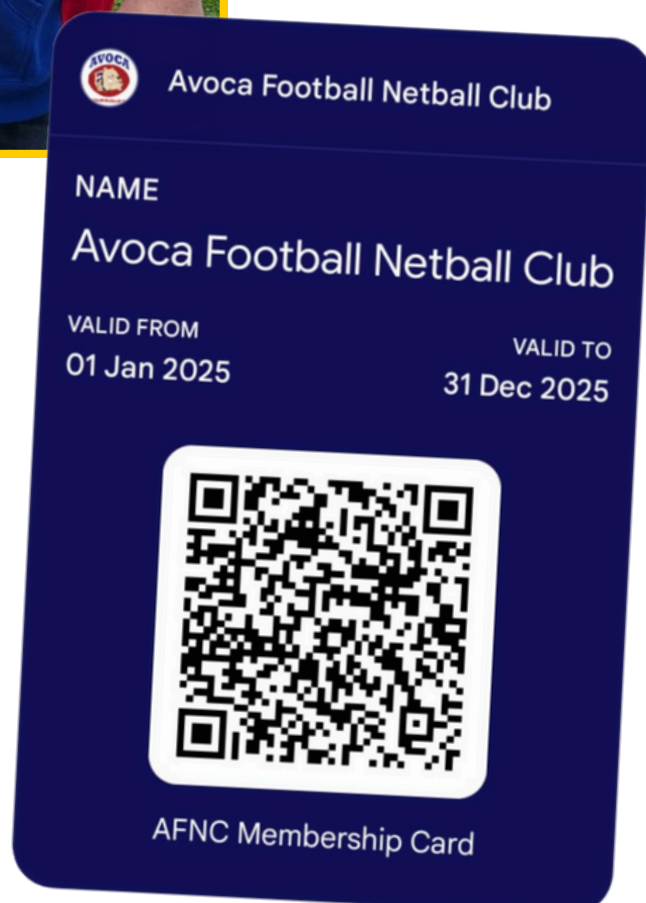 AVOCA
Avoca Football Netball Club
NAME
Avoca Football Netball Club
VALID FROM
VALID TO
01 Jan 2025
31 Dec 2025
AFNC Membership Card